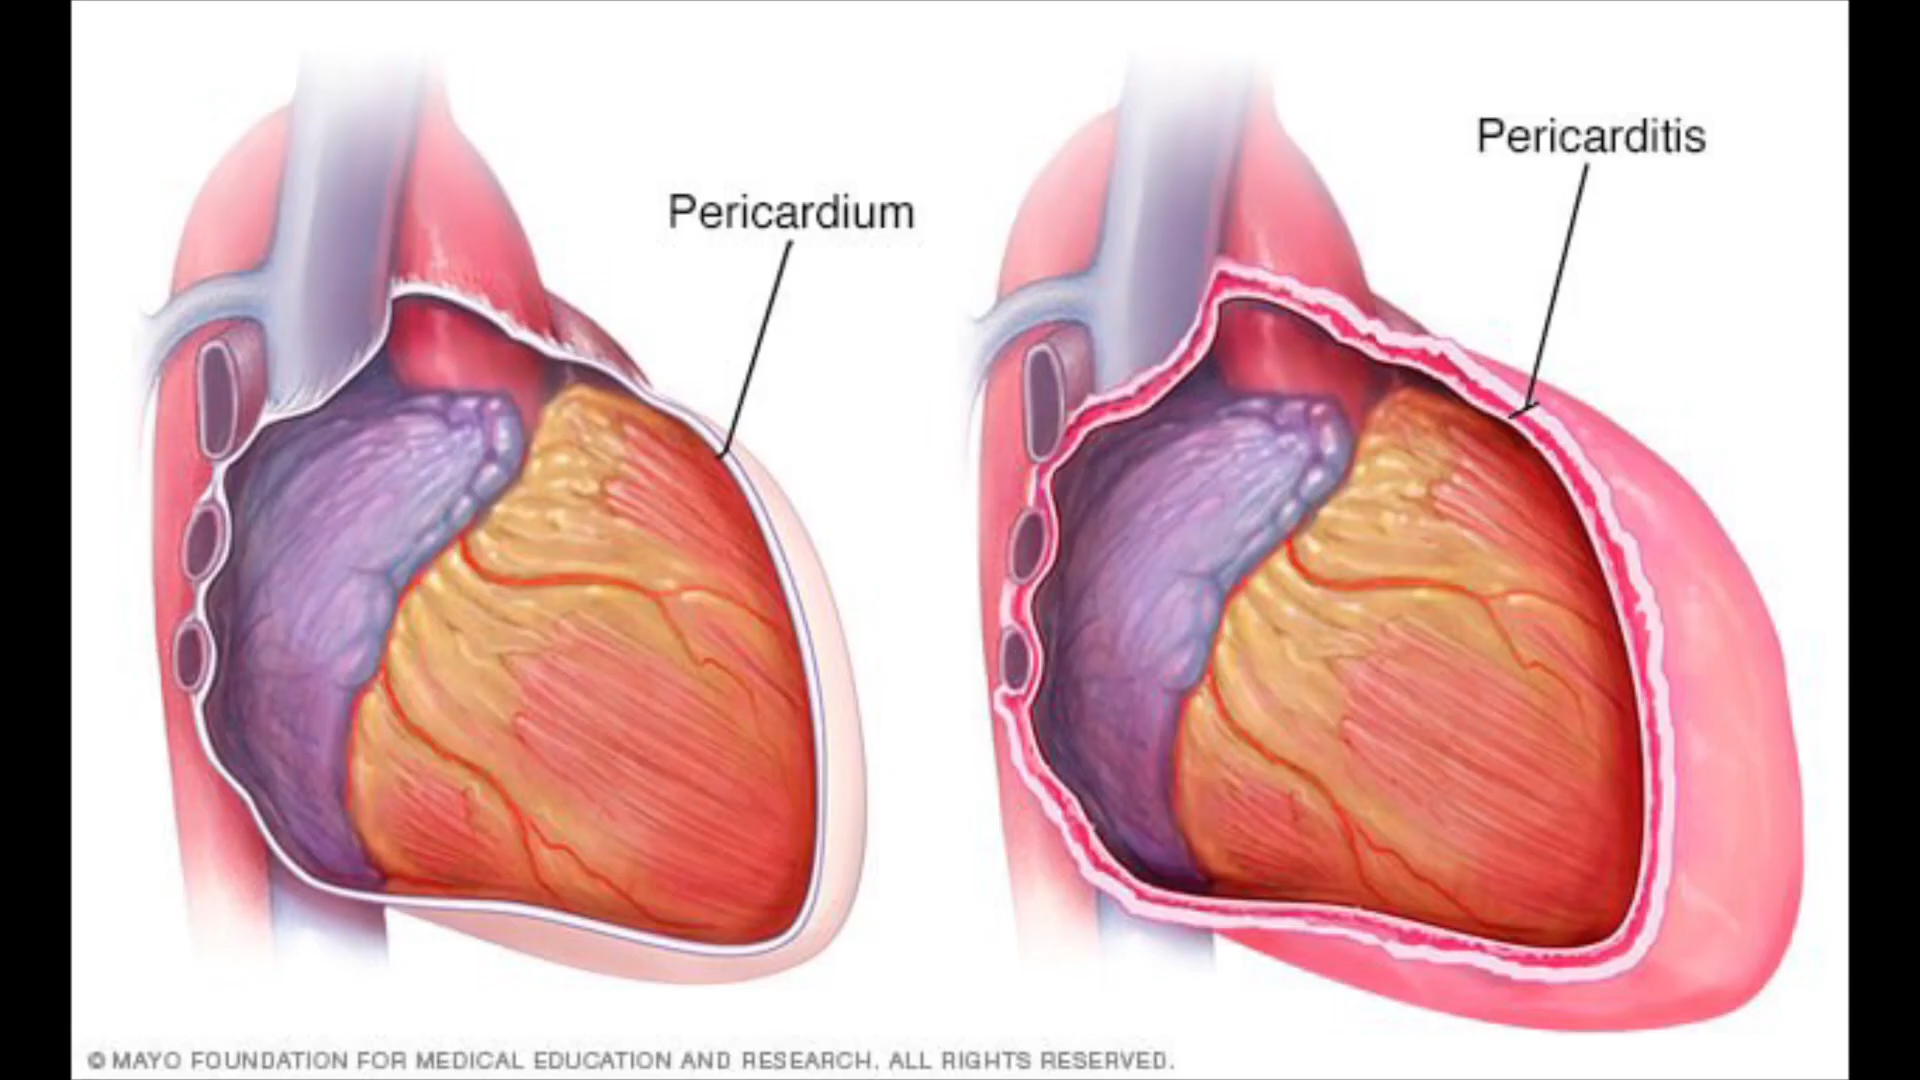 Pericarditis
Pericardium
© MAYO FOUNDATION FOR MEDICAL EDUCATION AND RESEARCH. ALL RIGHTS RESERVED.